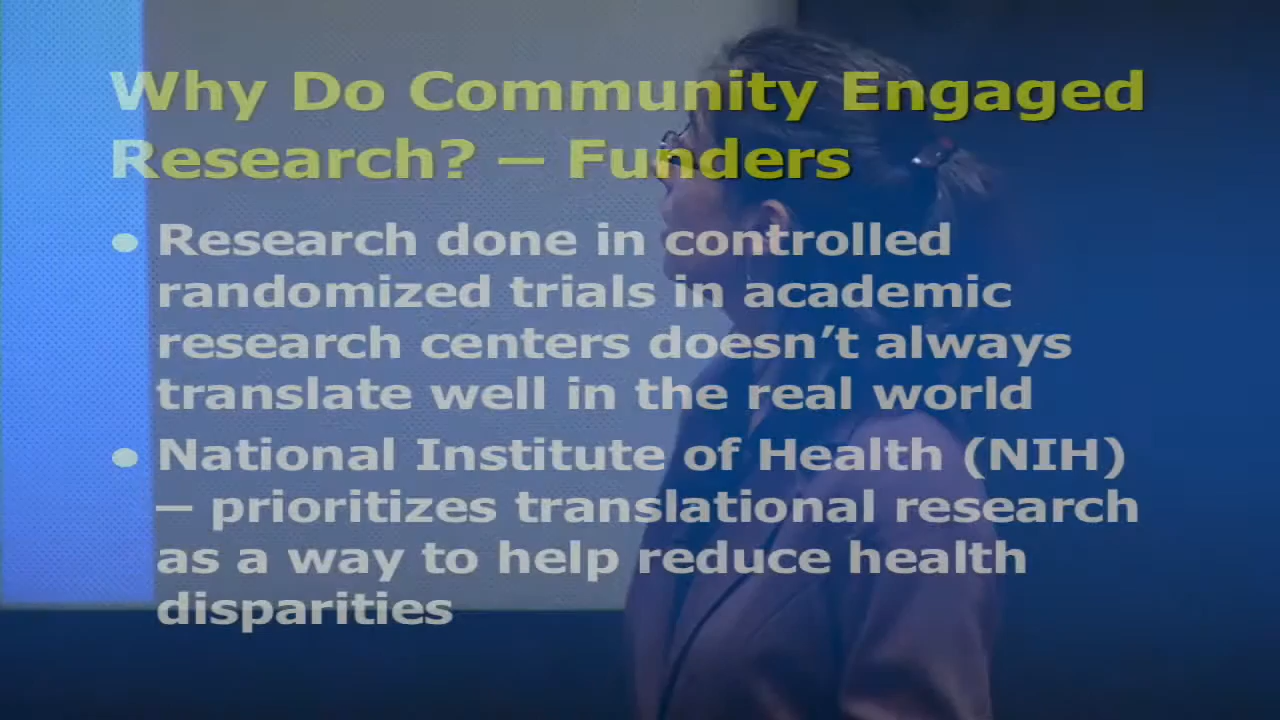 Why Do Community Engaged
Research? — Funders
• Research done in controlled
randomized trials in academic
research centers doesn’t always
translate well in the real world
• National Institute of Health (NIH)
— prioritizes translational research
as a way to help reduce health
disparities